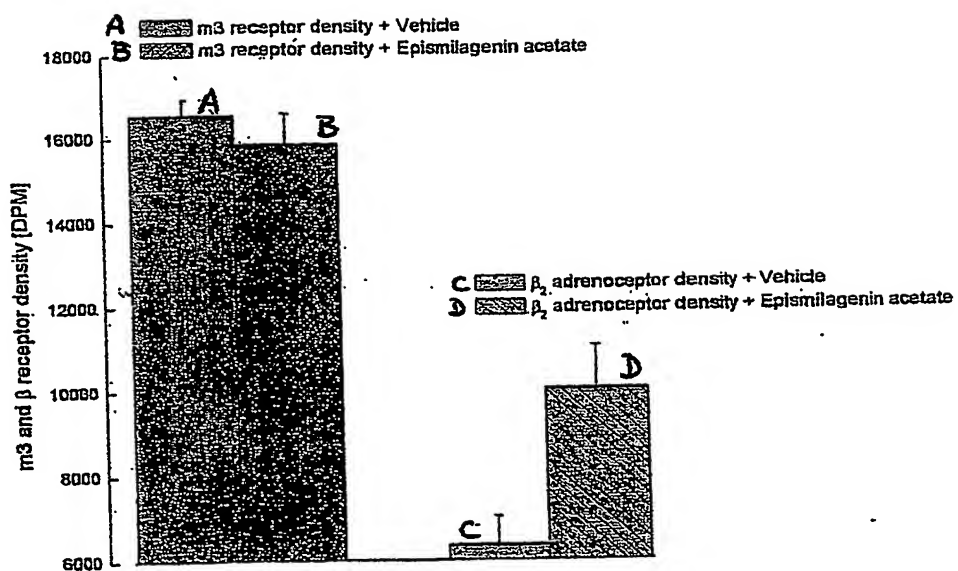 A m3 receptor density + Vehicle
B m3 receptor density + Epismilagenin acetate
18000
A
16000
B
14000
C β2 adrenoceptor density + Vehicle
D β2 adrenoceptor density + Epismilagenin acetate
12000
D
10000
8000
C
6000
m3 and β receptor density [DPM]